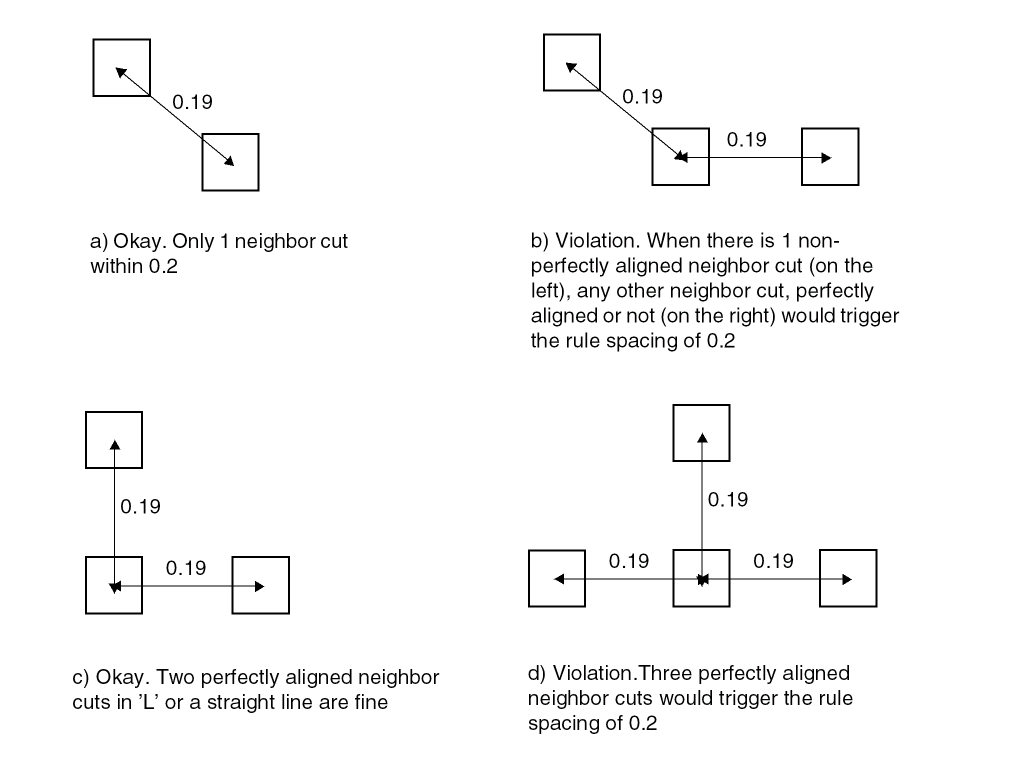 0.19
a) Okay. Only 1 neighbor cut
within 0.2
0.19
0.19
b) Violation. When there is 1 non-
perfectly aligned neighbor cut (on the
left), any other neighbor cut, perfectly
aligned or not (on the right) would trigger
the rule spacing of 0.2
0.19
0.19
c) Okay. Two perfectly aligned neighbor
cuts in ’L’ or a straight line are fine
0.19
0.19
0.19
d) Violation.Three perfectly aligned
neighbor cuts would trigger the rule
spacing of 0.2